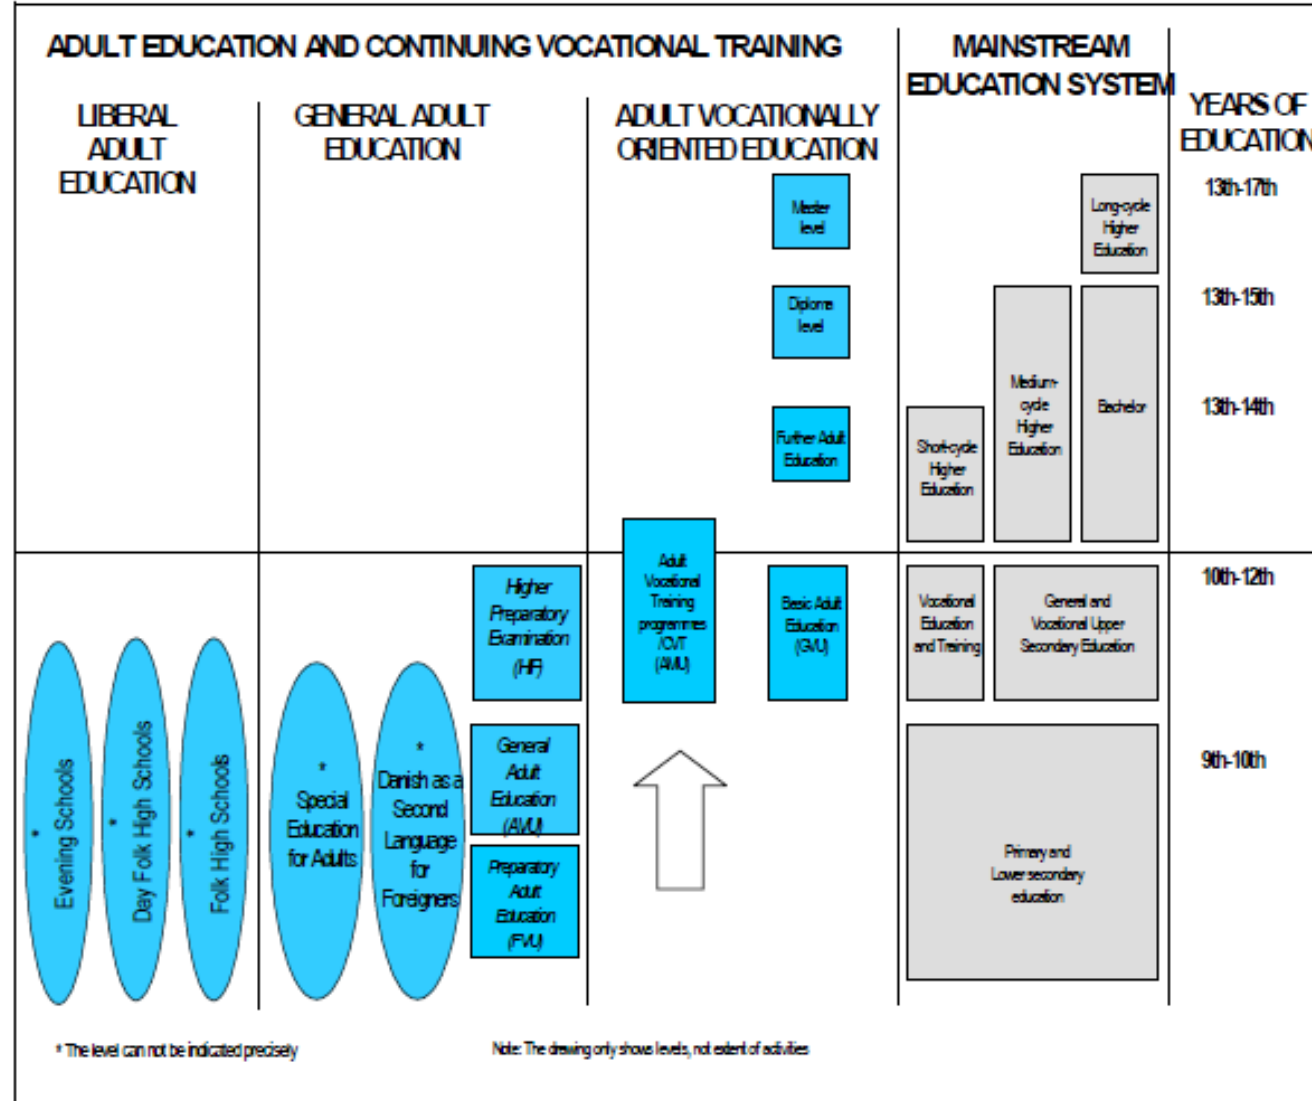 ADULT EDUCATION AND CONTINUING VOCATIONAL TRAINING
MAINSTREAM
EDUCATION SYSTEM
YEARS OF
EDUCATION
LIBERAL
ADULT
EDUCATION
GENERAL ADULT
EDUCATION
ADULT VOCATIONALLY
ORIENTED EDUCATION
Master
level
Long-cycle
Higher
Education
13th-17th
Diploma
level
13th-15th
Medium-
cycle
Higher
Education
Bachelor
13th-14th
Further Adult
Education
Short-cycle
Higher
Education
Higher
Preparatory
Examination
(HF)
Adult
Vocational
Training
programmes
/CVT
(AMU)
Basic Adult
Education
(GVU)
Vocational
Education
and Training
General and
Vocational Upper
Secondary Education
10th-12th
* Evening Schools
* Day Folk High Schools
* Folk High Schools
*
Special
Education
for Adults
*
Danish as a
Second
Language
for
Foreigners
General
Adult
Education
(AVU)
Preparatory
Adult
Education
(FVU)
Primary and
Lower secondary
education
9th-10th
* The level can not be indicated precisely
Note: The drawing only shows levels, not extent of activities